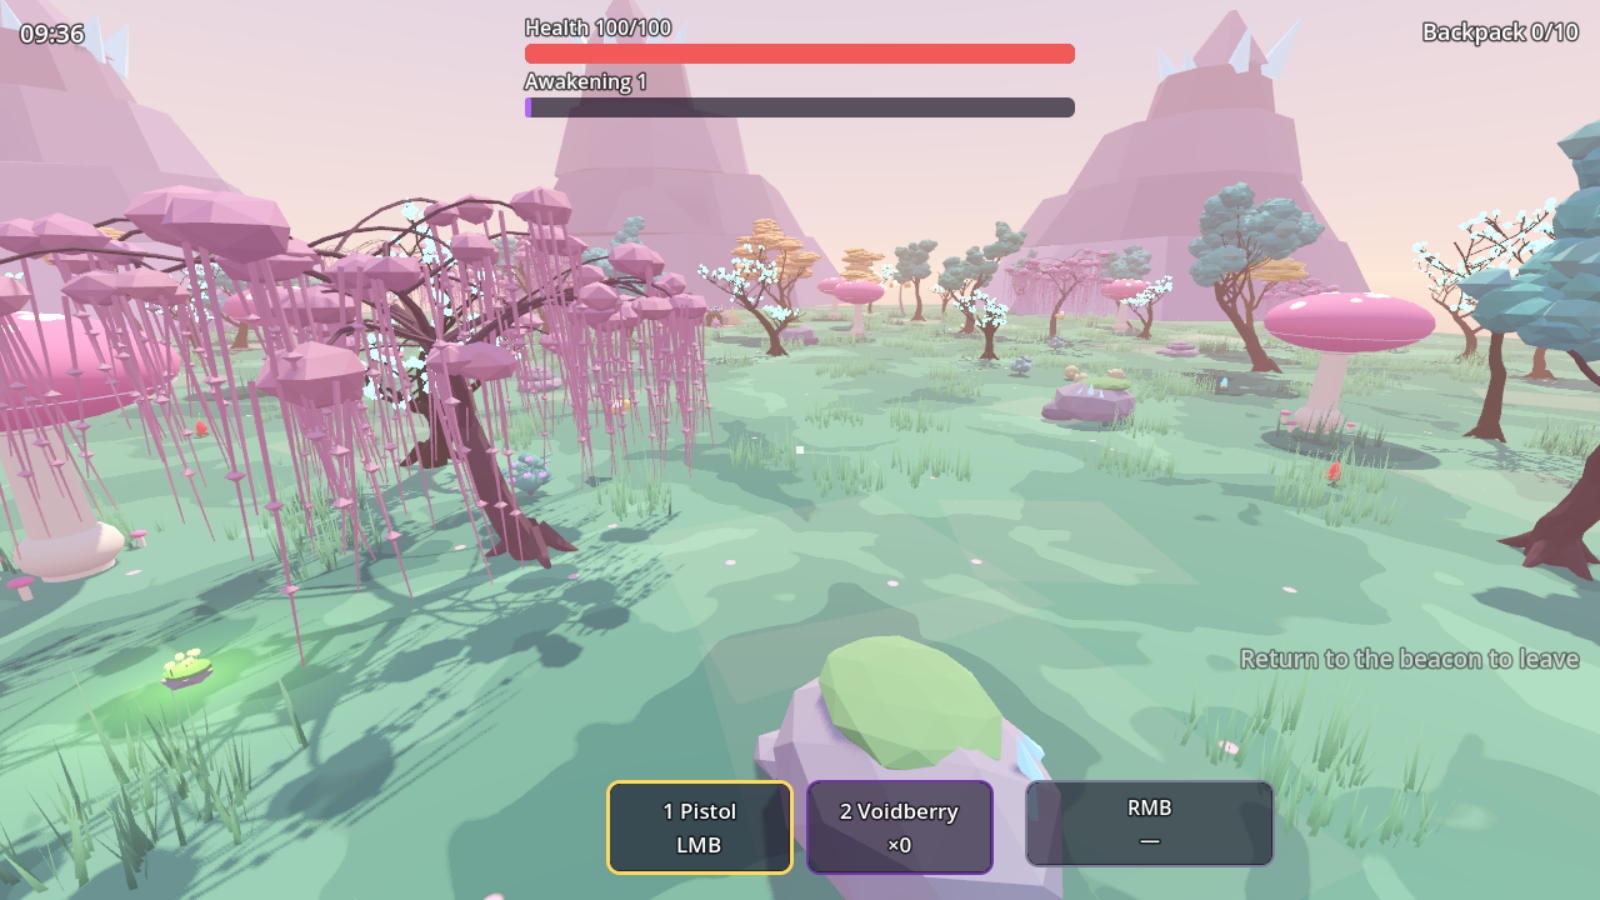 09:36
Health 100/100
Backpack 0/10
Awakening 1
Return to the beacon to leave
1 Pistol
LMB
2 Voidberry
×0
RMB
—